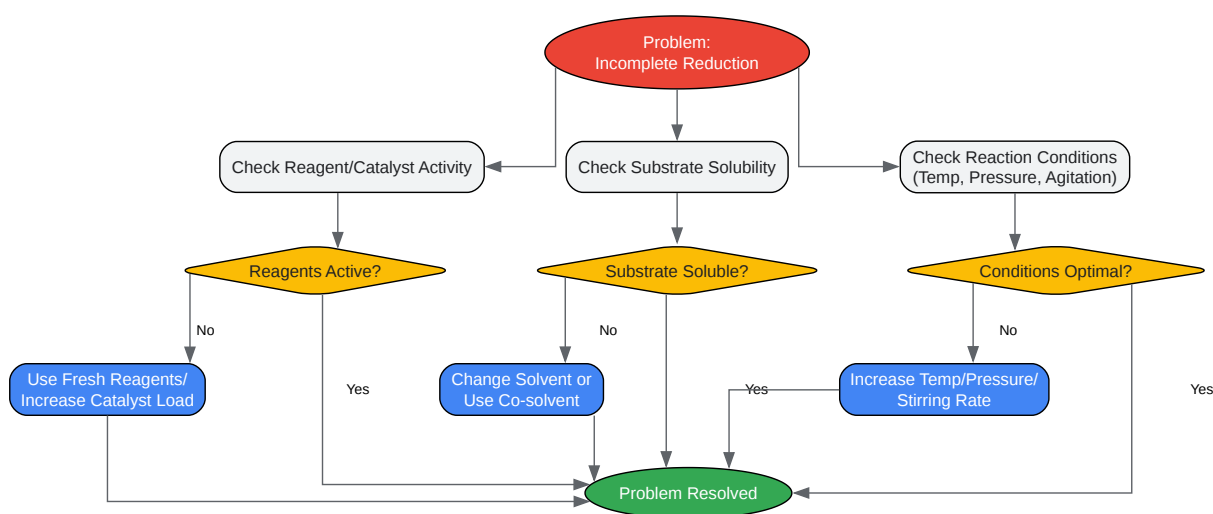 Problem:
Incomplete Reduction
Check Reagent/Catalyst Activity
Check Substrate Solubility
Check Reaction Conditions
(Temp, Pressure, Agitation)
Reagents Active?
Substrate Soluble?
Conditions Optimal?
No
No
No
Use Fresh Reagents/
Increase Catalyst Load
Yes
Change Solvent or
Use Co-solvent
Yes
Increase Temp/Pressure/
Stirring Rate
Yes
Problem Resolved